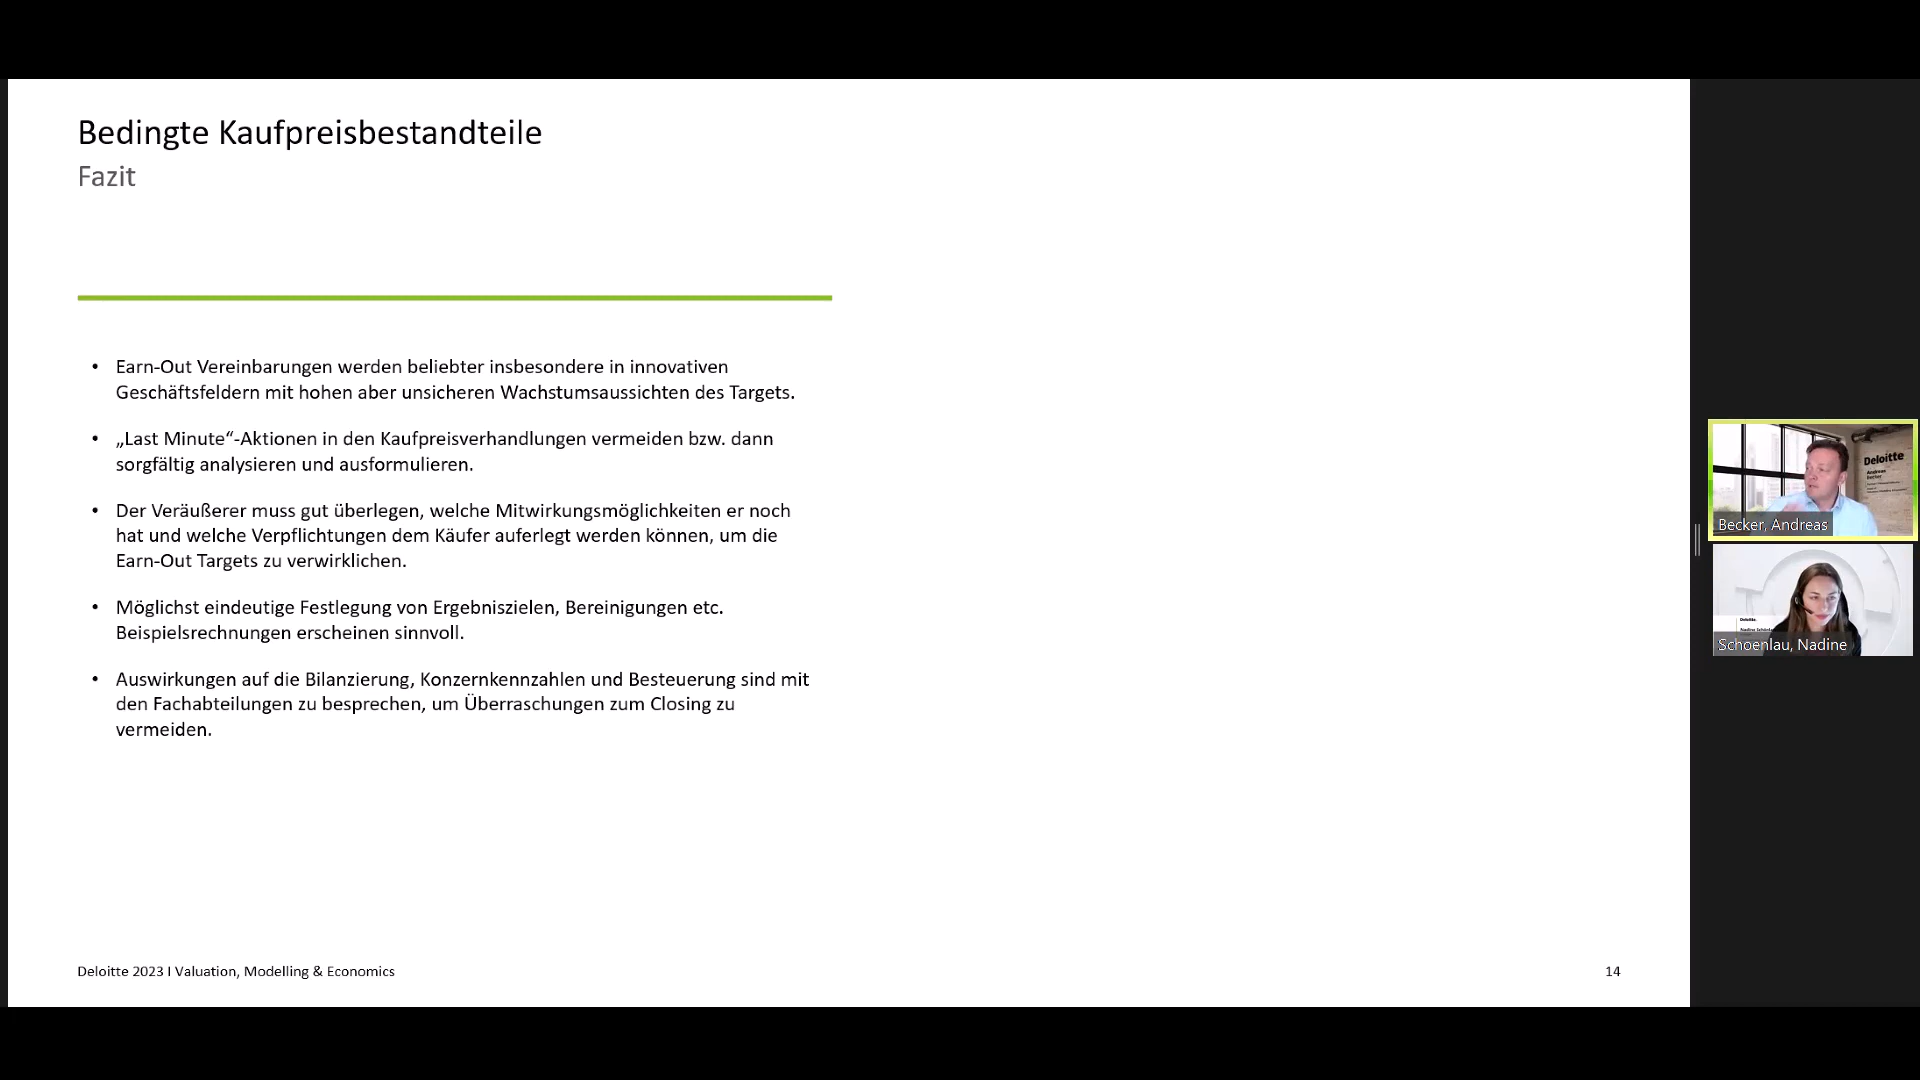 Bedingte Kaufpreisbestandteile
Fazit
• Earn-Out Vereinbarungen werden beliebter insbesondere in innovativen
Geschäftsfeldern mit hohen aber unsicheren Wachstumsaussichten des Targets.
• „Last Minute“-Aktionen in den Kaufpreisverhandlungen vermeiden bzw. dann
sorgfältig analysieren und ausformulieren.
• Der Veräußerer muss gut überlegen, welche Mitwirkungsmöglichkeiten er noch
hat und welche Verpflichtungen dem Käufer auferlegt werden können, um die
Earn-Out Targets zu verwirklichen.
• Möglichst eindeutige Festlegung von Ergebniszielen, Bereinigungen etc.
Beispielsrechnungen erscheinen sinnvoll.
• Auswirkungen auf die Bilanzierung, Konzernkennzahlen und Besteuerung sind mit
den Fachabteilungen zu besprechen, um Überraschungen zum Closing zu
vermeiden.
Deloitte 2023 I Valuation, Modelling & Economics
14
Deloitte
Andreas
Becker
Becker, Andreas
Deloitte.
Schoenlau, Nadine